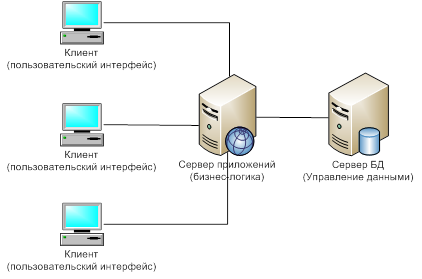 Клиент
(пользовательский интерфейс)
Клиент
(пользовательский интерфейс)
Сервер приложений
(бизнес-логика)
Сервер БД
(Управление данными)
Клиент
(пользовательский интерфейс)